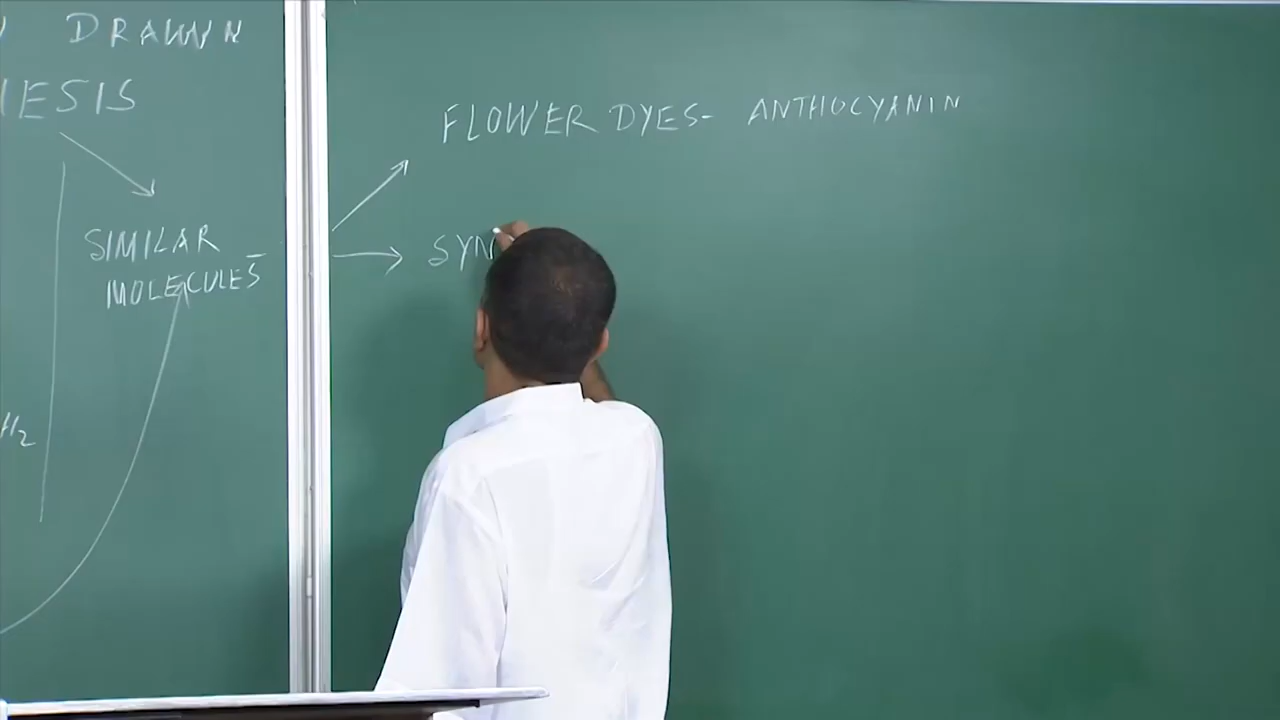 DRAWN
IESIS
SIMILAR -
MOLECULES
H2
FLOWER DYES- ANTHOCYANIN
SYN